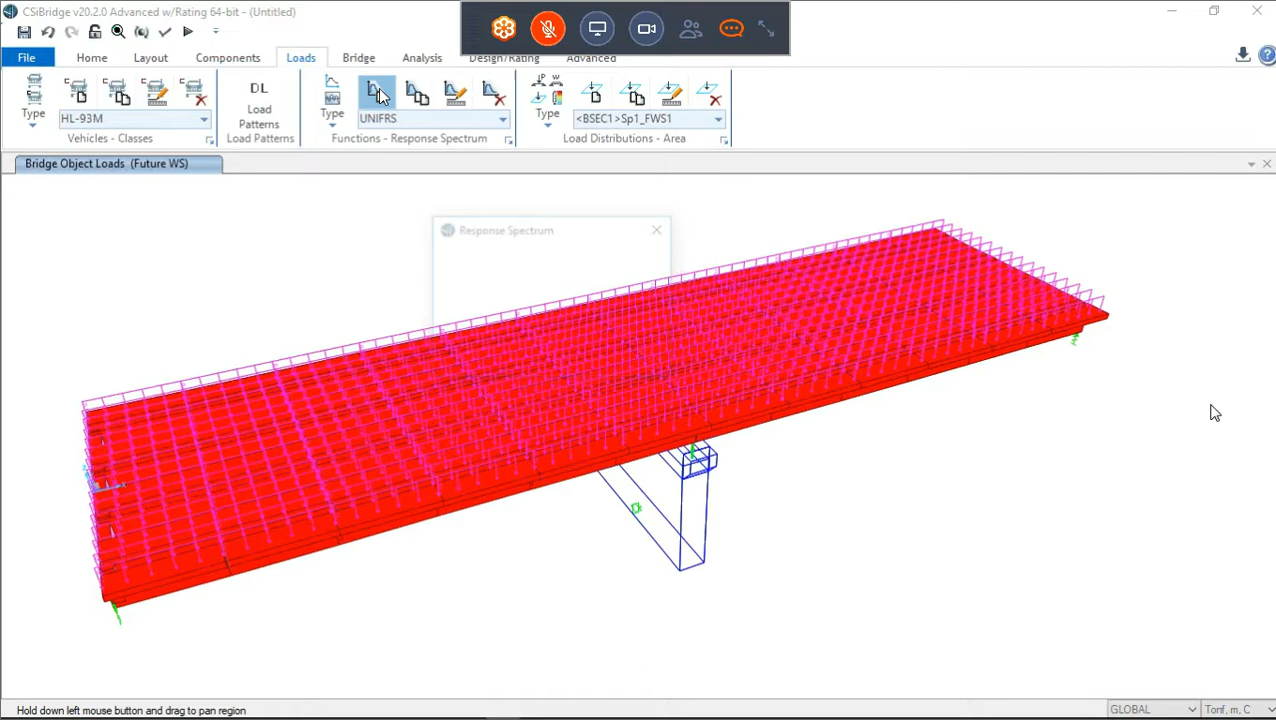 CSiBridge v20.2.0 Advanced w/Rating 64-bit - (Untitled)
File
Home
Layout
Components
Loads
Bridge
Analysis
Design/Rating
Advanced
Type
HL-93M
Vehicles - Classes
DL
Load
Patterns
Load Patterns
Type
UNIFRS
Functions - Response Spectrum
Type
<BSEC1>Sp1_FWS1
Load Distributions - Area
Bridge Object Loads (Future WS)
Response Spectrum
Hold down left mouse button and drag to pan region
GLOBAL
Tonf, m, C